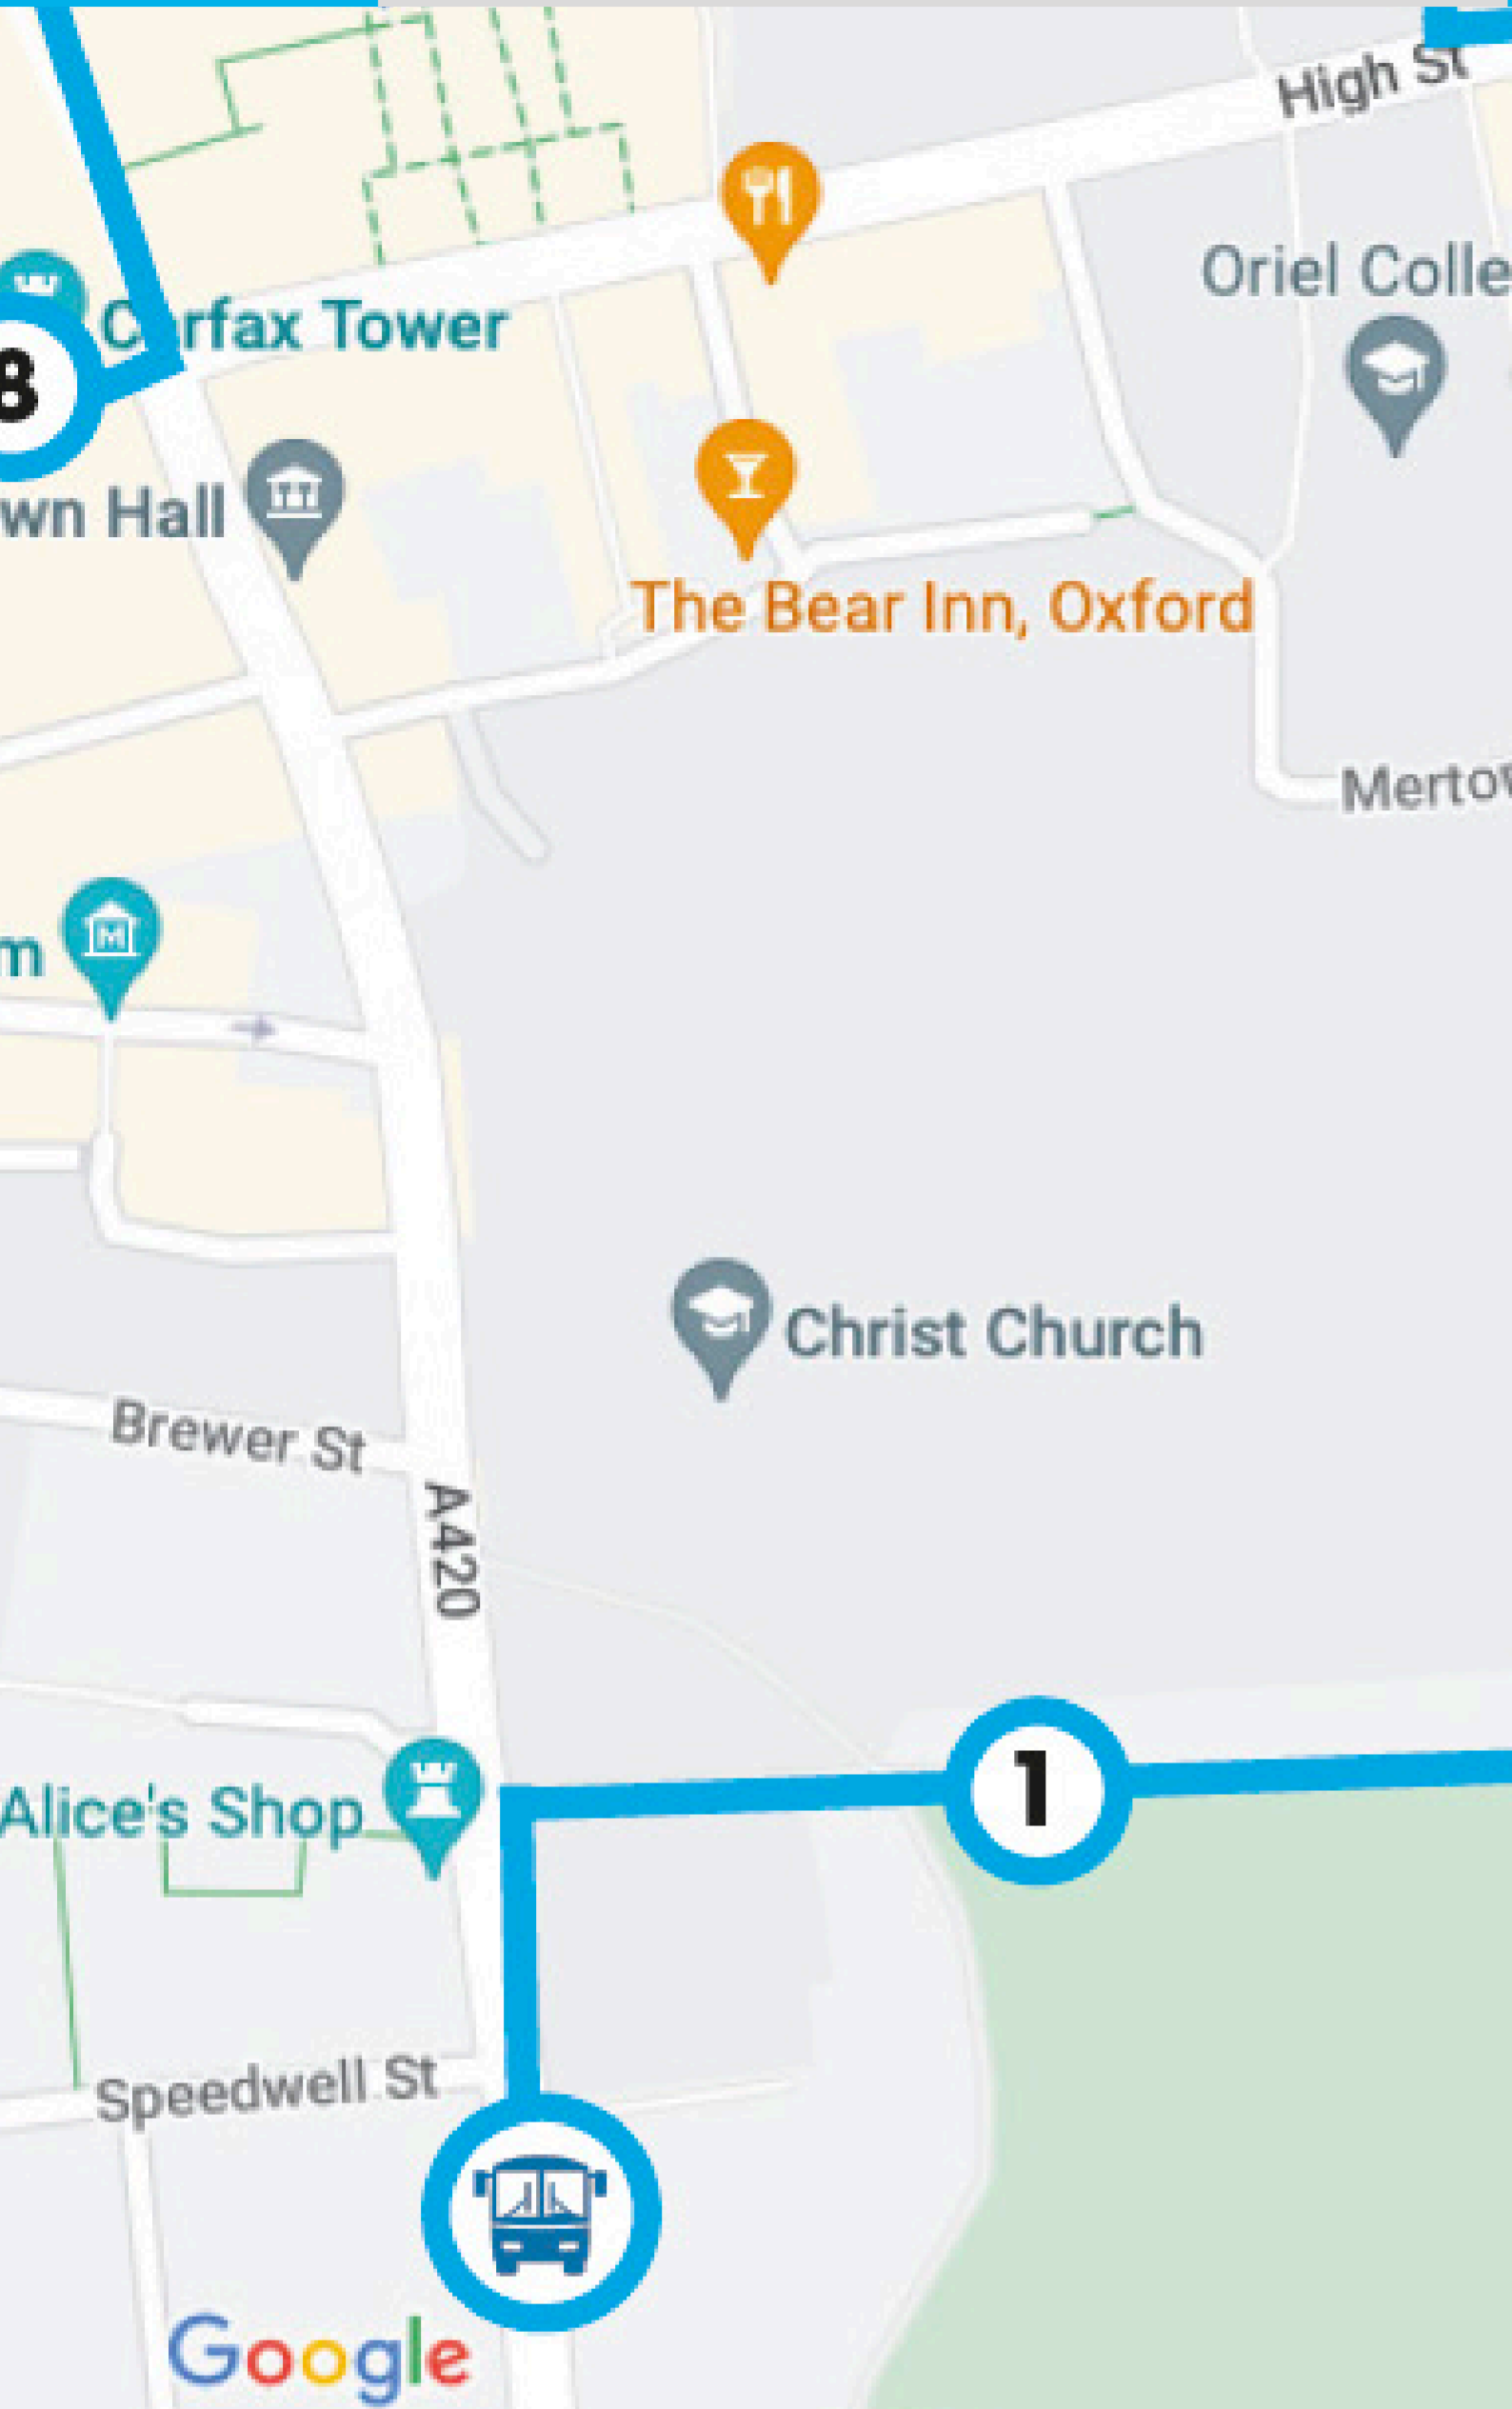 High St
Oriel Colle
Carfax Tower
8
wn Hall
The Bear Inn, Oxford
Merto
m
M
Christ Church
Brewer St
A420
1
Alice's Shop
Speedwell St
Google